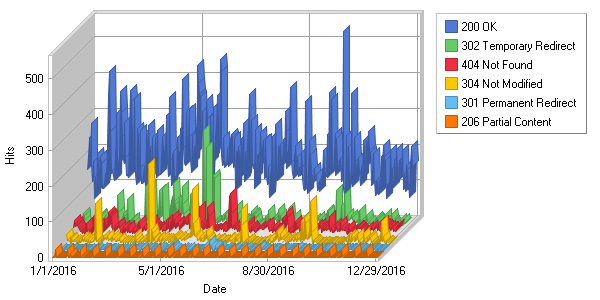 200 OK
302 Temporary Redirect
404 Not Found
304 Not Modified
301 Permanent Redirect
206 Partial Content
Hits
500
400
300
200
100
0
1/1/2016 5/1/2016 8/30/2016 12/29/2016
Date